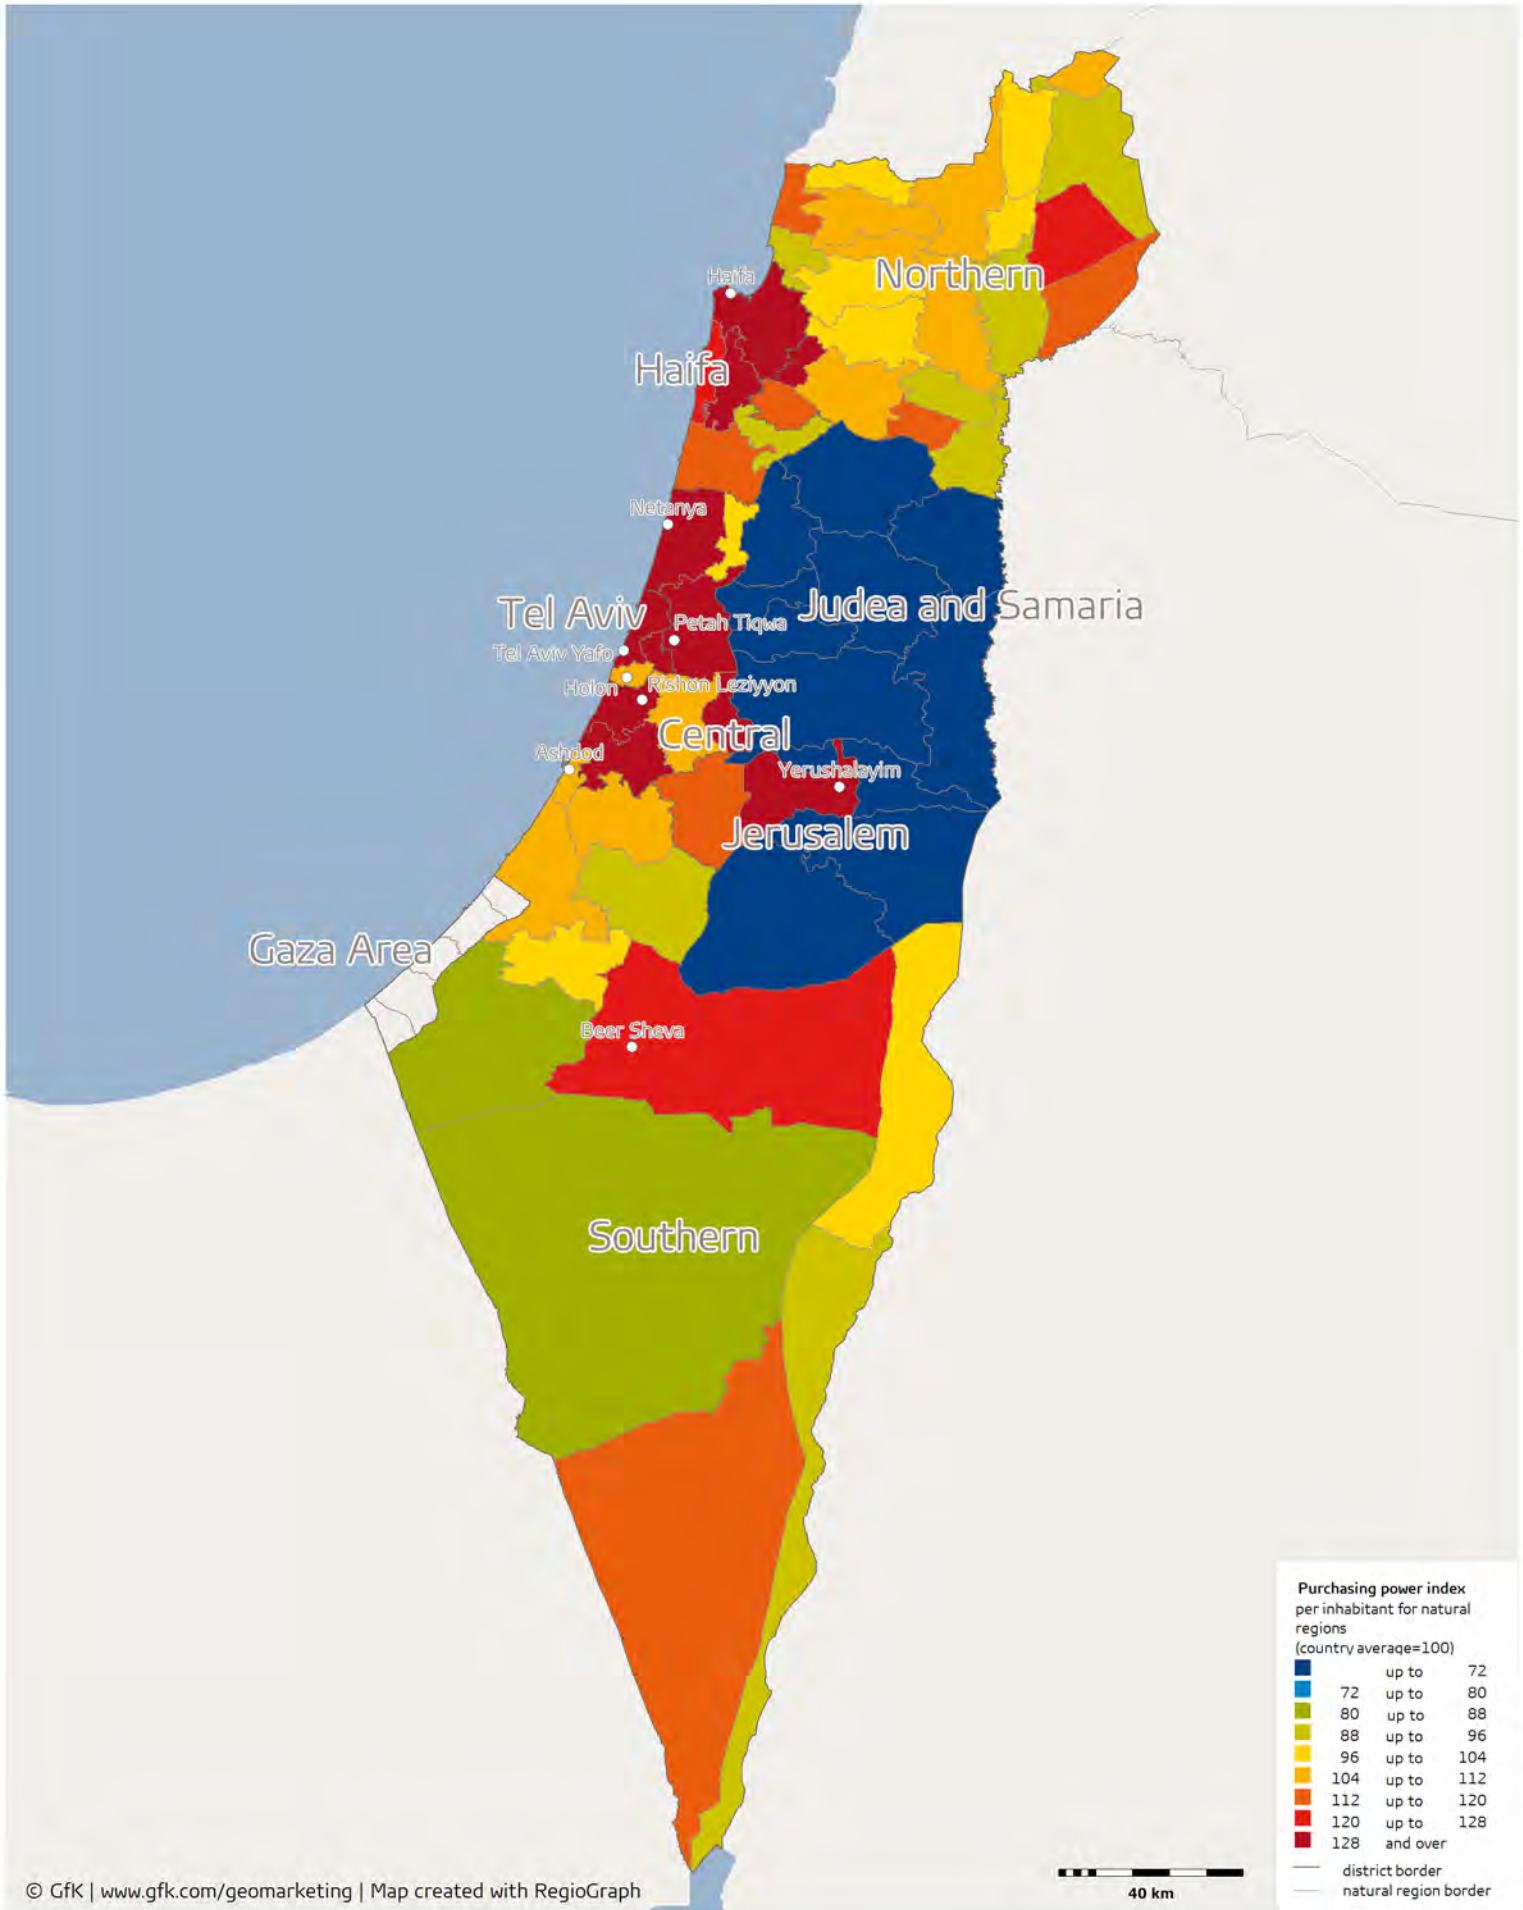 Northern
Haifa
Haifa
Netanya
Judea and Samaria
Tel Aviv
Petah Tiqwa
Tel Aviv Yafo
Holon
Rishon Leziyyon
Central
Ashdod
Yerushalayim
Jerusalem
Gaza Area
Beer Sheva
Southern
Purchasing power index
per inhabitant for natural
regions
(country average=100)
up to 72
72 up to 80
80 up to 88
88 up to 96
96 up to 104
104 up to 112
112 up to 120
120 up to 128
128 and over
district border
natural region border
40 km
© GfK | www.gfk.com/geomarketing | Map created with RegioGraph